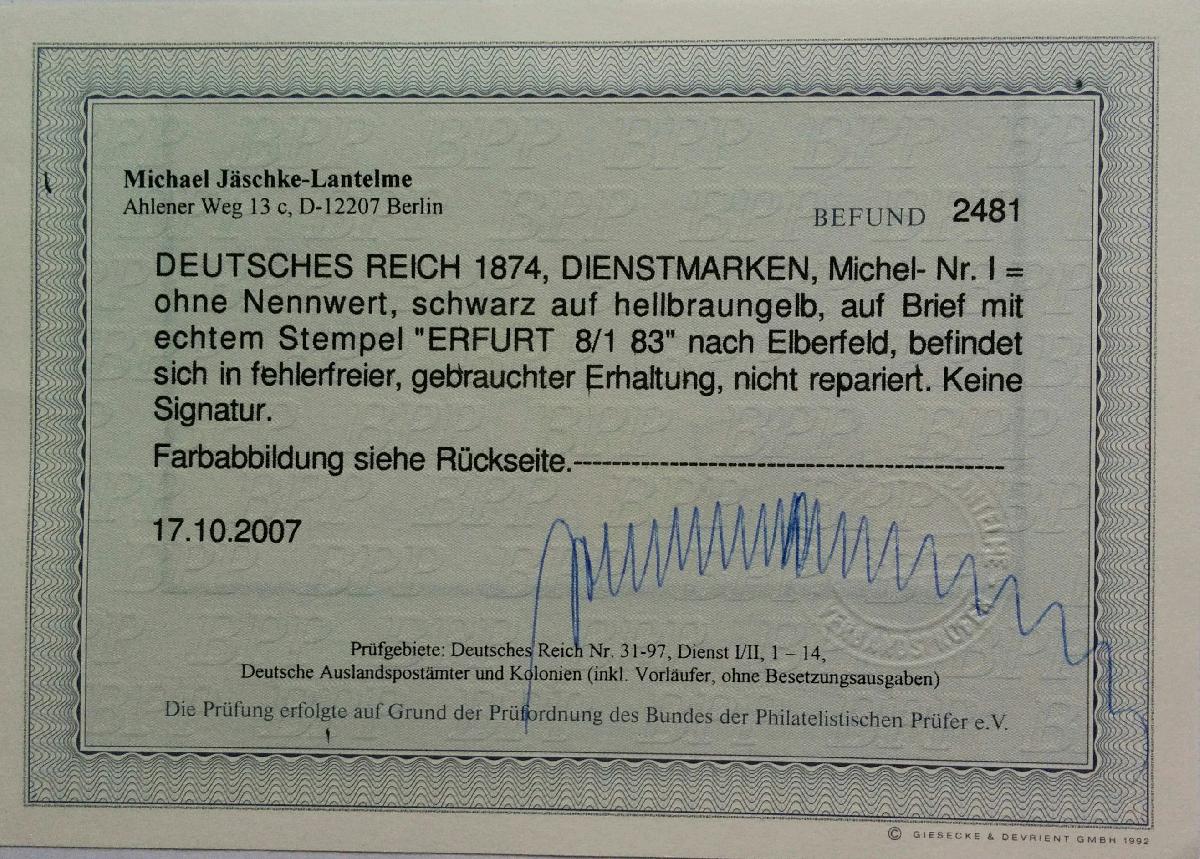 Michael Jäschke-Lantelme
Ahlener Weg 13 c, D-12207 Berlin
BEFUND 2481
DEUTSCHES REICH 1874, DIENSTMARKEN, Michel- Nr. I =
ohne Nennwert, schwarz auf hellbraungelb, auf Brief mit
echtem Stempel "ERFURT 8/1 83" nach Elberfeld, befindet
sich in fehlerfreier, gebrauchter Erhaltung, nicht repariert. Keine
Signatur.
Farbabbildung siehe Rückseite.--------------------------------------------
17.10.2007
Prüfgebiete: Deutsches Reich Nr. 31-97, Dienst I/II, 1 – 14,
Deutsche Auslandspostämter und Kolonien (inkl. Vorläufer, ohne Besetzungsausgaben)
Die Prüfung erfolgte auf Grund der Prüfordnung des Bundes der Philatelistischen Prüfer e.V.
© GIESECKE & DEVRIENT GMBH 1992